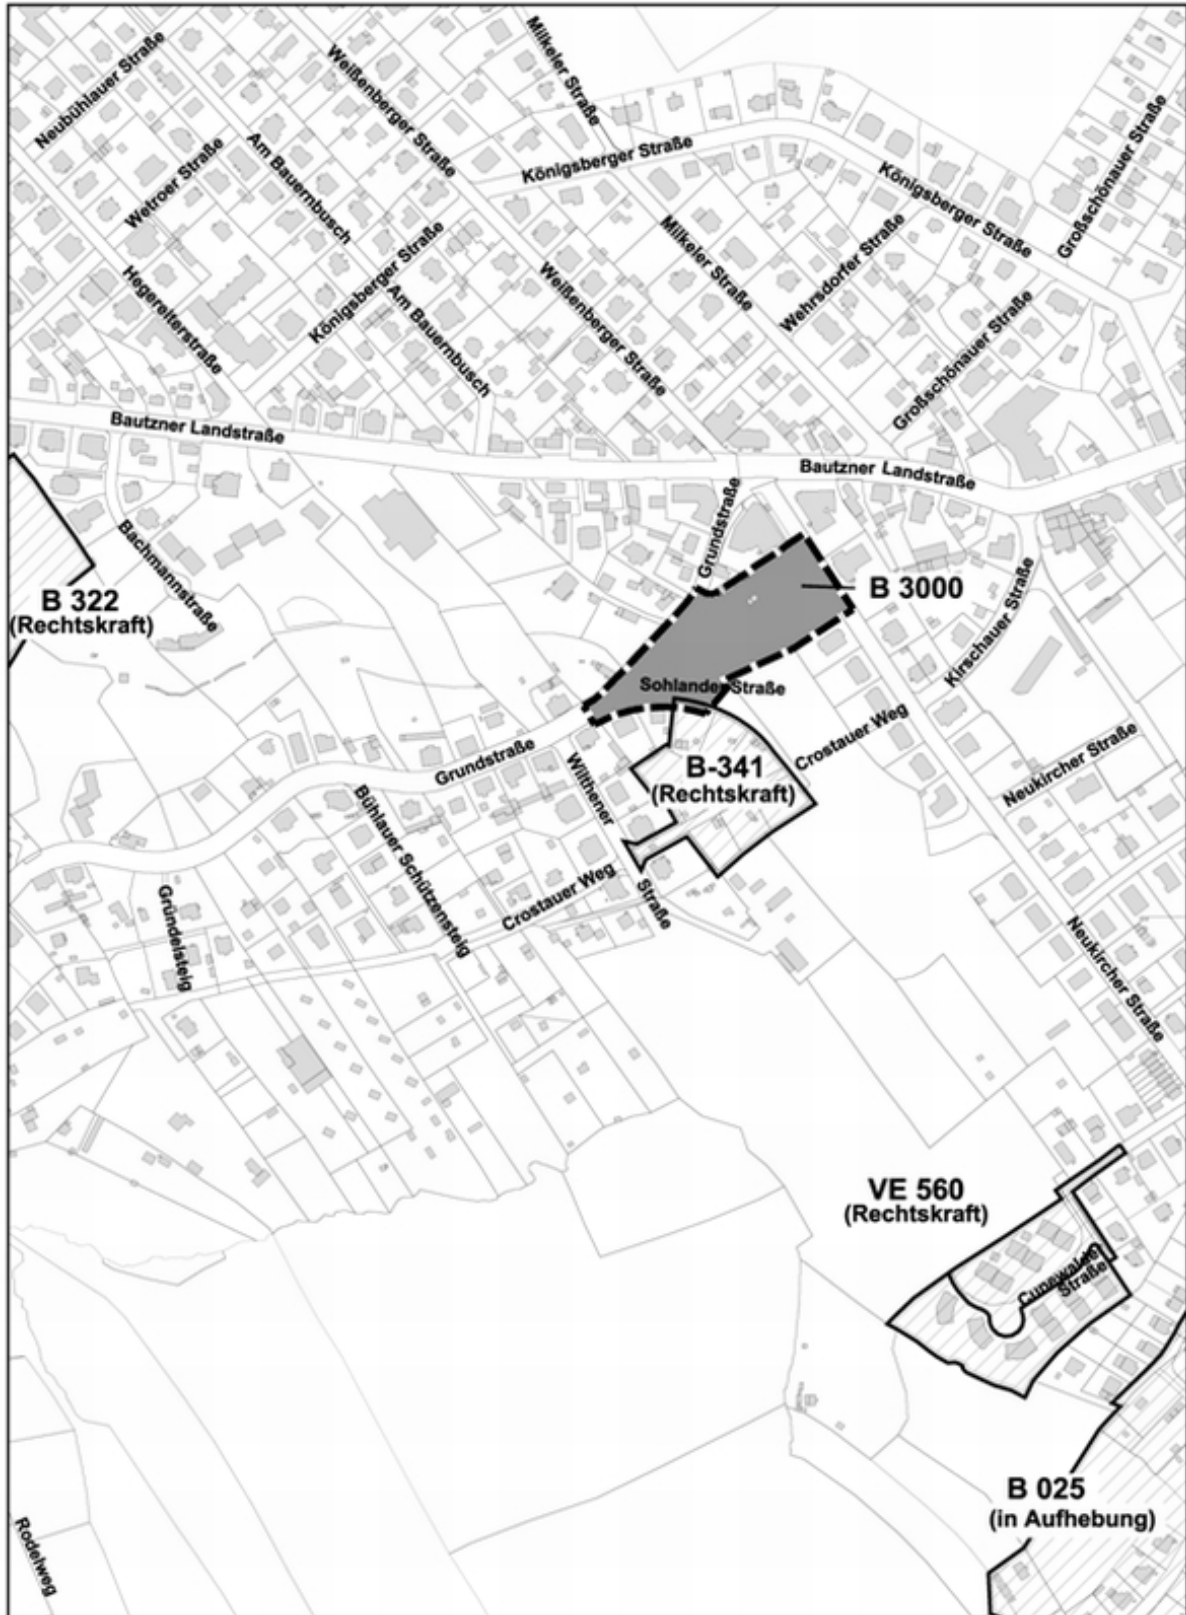 Neubühlauer Straße
Weißenberger Straße
Milkeler Straße
Wetroer Straße
Am Bauernbusch
Königsberger Straße
Königsberger Straße
Großschönauer Straße
Hegereiterstraße
Königsberger Straße
Am Bauernbusch
Weißenberger Straße
Milkeler Straße
Wehrsdorfer Straße
Großschönauer Straße
Bautzner Landstraße
Bautzner Landstraße
Bachmannstraße
Grundstraße
B 322
(Rechtskraft)
B 3000
Kirschauer Straße
Sohlander Straße
Grundstraße
Wilthener
Straße
B-341
(Rechtskraft)
Crostauer Weg
Neukircher Straße
Bühlauer Schützensteig
Crostauer Weg
Gründelsteig
Neukircher Straße
VE 560
(Rechtskraft)
Cunewalder
Straße
B 025
(in Aufhebung)
Rodelweg